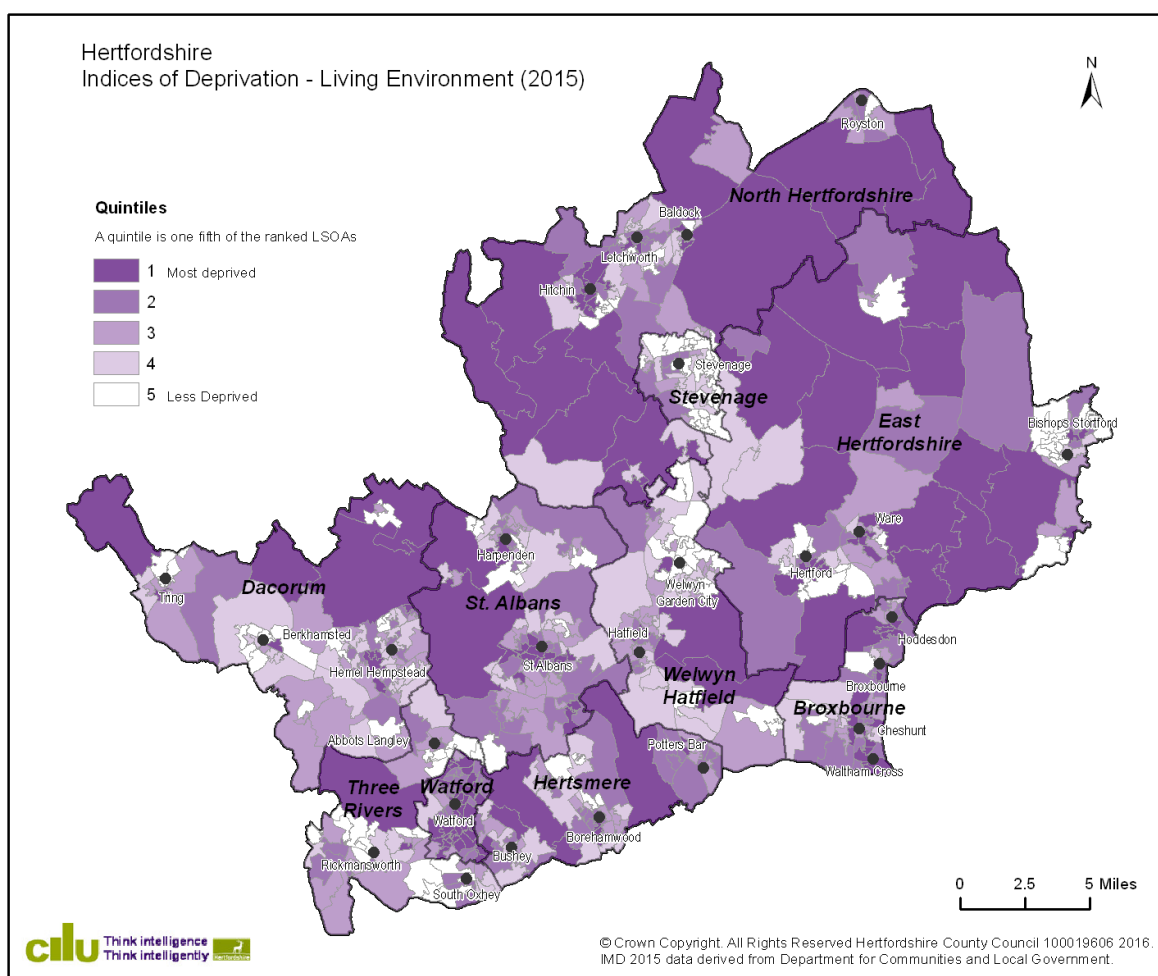 Hertfordshire
Indices of Deprivation - Living Environment (2015)
N
Quintiles
A quintile is one fifth of the ranked LSOAs
1 Most deprived
2
3
4
5 Less Deprived
Royston
North Hertfordshire
Baldock
Letchworth
Hitchin
Stevenage
Stevenage
East
Hertfordshire
Bishops Stortford
Ware
Harpenden
Hertford
Welwyn
Garden City
Tring
Dacorum
St. Albans
Berkhamsted
Hemel Hempstead
St Albans
Hatfield
Hoddesdon
Welwyn
Hatfield
Broxbourne
Broxbourne
Cheshunt
Abbots Langley
Potters Bar
Waltham Cross
Three
Rivers
Watford
Hertsmere
Watford
Borehamwood
Rickmansworth
Bushey
South Oxhey
0 2.5 5 Miles
Think intelligence
Think intelligently
Hertfordshire
© Crown Copyright. All Rights Reserved Hertfordshire County Council 100019606 2016.
IMD 2015 data derived from Department for Communities and Local Government.